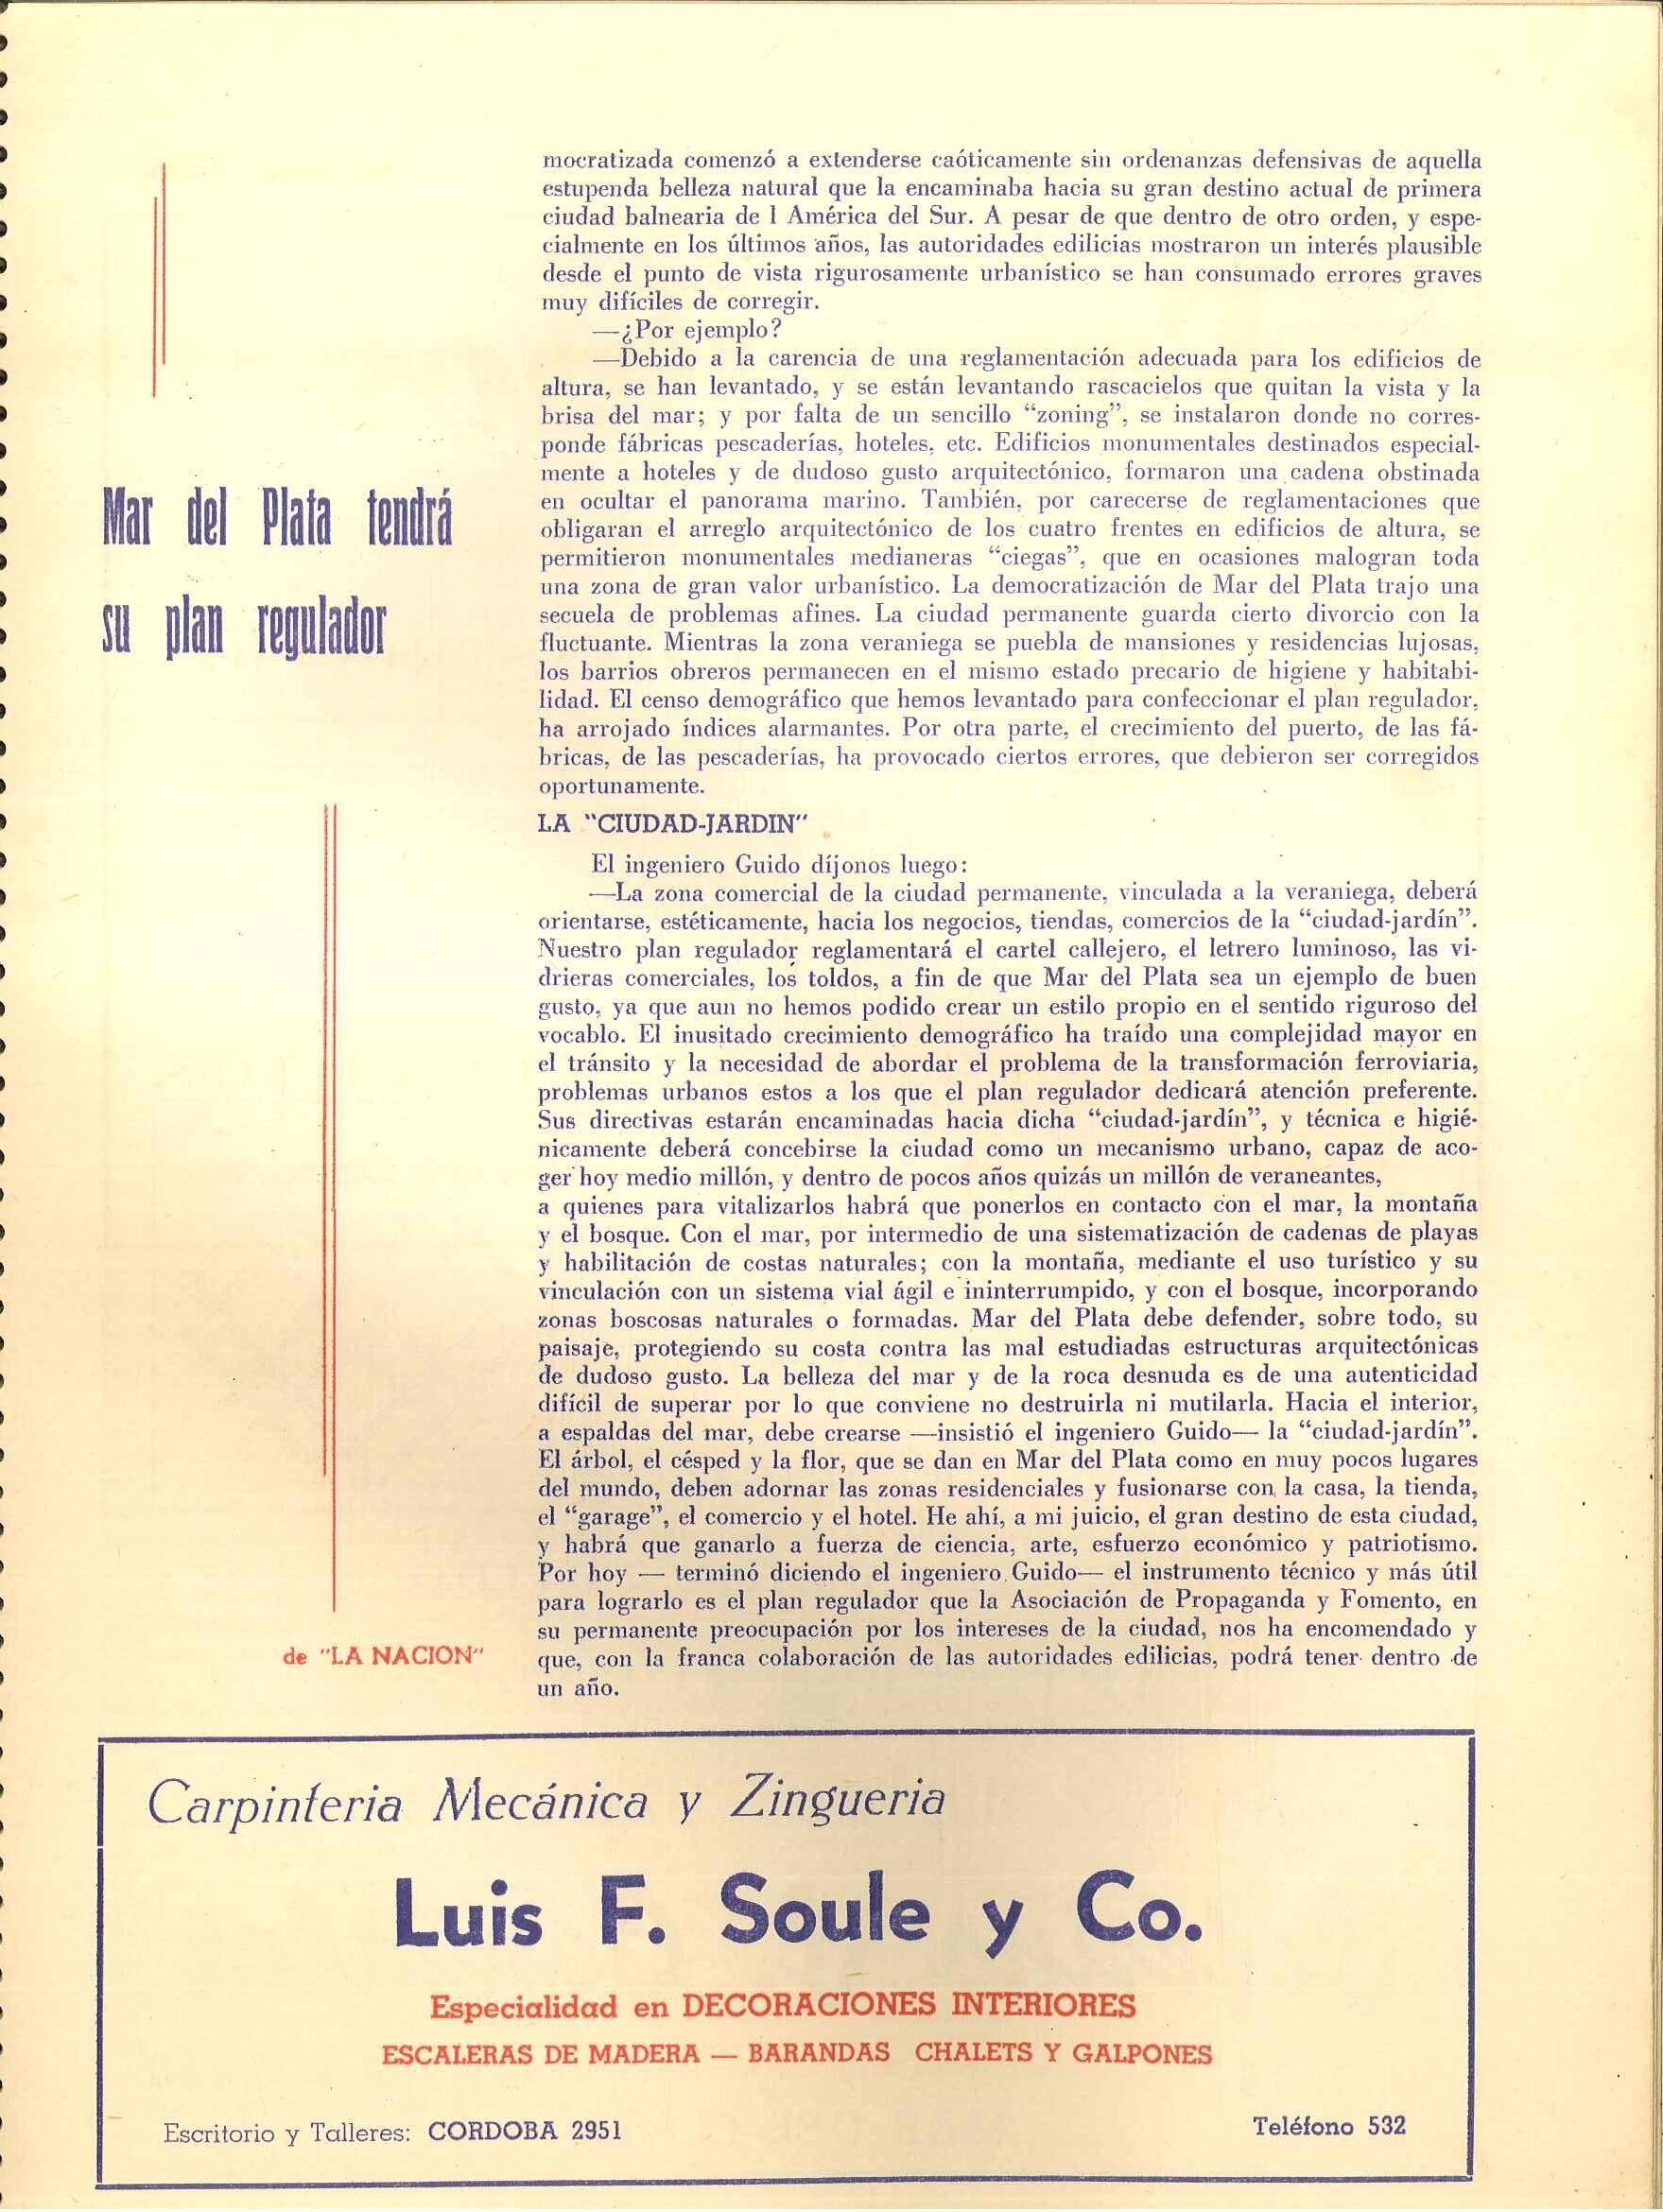 Mar del Plata tendrá
su plan regulador
de "LA NACION"
mocratizada comenzó a extenderse caóticamente sin ordenanzas defensivas de aquella
estupenda belleza natural que la encaminaba hacia su gran destino actual de primera
ciudad balnearia de l América del Sur. A pesar de que dentro de otro orden, y espe-
cialmente en los últimos años, las autoridades edilicias mostraron un interés plausible
desde el punto de vista rigurosamente urbanístico se han consumado errores graves
muy difíciles de corregir.
—¿Por ejemplo?
—Debido a la carencia de una reglamentación adecuada para los edificios de
altura, se han levantado, y se están levantando rascacielos que quitan la vista y la
brisa del mar; y por falta de un sencillo “zoning”, se instalaron donde no corres-
ponde fábricas pescaderías, hoteles, etc. Edificios monumentales destinados especial-
mente a hoteles y de dudoso gusto arquitectónico, formaron una cadena obstinada
en ocultar el panorama marino. También, por carecerse de reglamentaciones que
obligaran el arreglo arquitectónico de los cuatro frentes en edificios de altura, se
permitieron monumentales medianeras “ciegas”, que en ocasiones malogran toda
una zona de gran valor urbanístico. La democratización de Mar del Plata trajo una
secuela de problemas afines. La ciudad permanente guarda cierto divorcio con la
fluctuante. Mientras la zona veraniega se puebla de mansiones y residencias lujosas,
los barrios obreros permanecen en el mismo estado precario de higiene y habitabi-
lidad. El censo demográfico que hemos levantado para confeccionar el plan regulador,
ha arrojado índices alarmantes. Por otra parte, el crecimiento del puerto, de las fá-
bricas, de las pescaderías, ha provocado ciertos errores, que debieron ser corregidos
oportunamente.
LA "CIUDAD-JARDIN"
El ingeniero Guido díjonos luego:
—La zona comercial de la ciudad permanente, vinculada a la veraniega, deberá
orientarse, estéticamente, hacia los negocios, tiendas, comercios de la “ciudad-jardín”.
Nuestro plan regulador reglamentará el cartel callejero, el letrero luminoso, las vi-
drieras comerciales, los toldos, a fin de que Mar del Plata sea un ejemplo de buen
gusto, ya que aun no hemos podido crear un estilo propio en el sentido riguroso del
vocablo. El inusitado crecimiento demográfico ha traído una complejidad mayor en
el tránsito y la necesidad de abordar el problema de la transformación ferroviaria,
problemas urbanos estos a los que el plan regulador dedicará atención preferente.
Sus directivas estarán encaminadas hacia dicha “ciudad-jardín”, y técnica e higié-
nicamente deberá concebirse la ciudad como un mecanismo urbano, capaz de aco-
ger hoy medio millón, y dentro de pocos años quizás un millón de veraneantes,
a quienes para vitalizarlos habrá que ponerlos en contacto con el mar, la montaña
y el bosque. Con el mar, por intermedio de una sistematización de cadenas de playas
y habilitación de costas naturales; con la montaña, mediante el uso turístico y su
vinculación con un sistema vial ágil e ininterrumpido, y con el bosque, incorporando
zonas boscosas naturales o formadas. Mar del Plata debe defender, sobre todo, su
paisaje, protegiendo su costa contra las mal estudiadas estructuras arquitectónicas
de dudoso gusto. La belleza del mar y de la roca desnuda es de una autenticidad
difícil de superar por lo que conviene no destruirla ni mutilarla. Hacia el interior,
a espaldas del mar, debe crearse —insistió el ingeniero Guido— la “ciudad-jardín”.
El árbol, el césped y la flor, que se dan en Mar del Plata como en muy pocos lugares
del mundo, deben adornar las zonas residenciales y fusionarse con la casa, la tienda,
el “garage”, el comercio y el hotel. He ahí, a mi juicio, el gran destino de esta ciudad,
y habrá que ganarlo a fuerza de ciencia, arte, esfuerzo económico y patriotismo.
Por hoy — terminó diciendo el ingeniero Guido— el instrumento técnico y más útil
para lograrlo es el plan regulador que la Asociación de Propaganda y Fomento, en
su permanente preocupación por los intereses de la ciudad, nos ha encomendado y
que, con la franca colaboración de las autoridades edilicias, podrá tener dentro de
un año.
Carpinteria Mecánica y Zingueria
Luis F. Soule y Co.
Especialidad en DECORACIONES INTERIORES
ESCALERAS DE MADERA — BARANDAS CHALETS Y GALPONES
Escritorio y Talleres: CORDOBA 2951
Teléfono 532